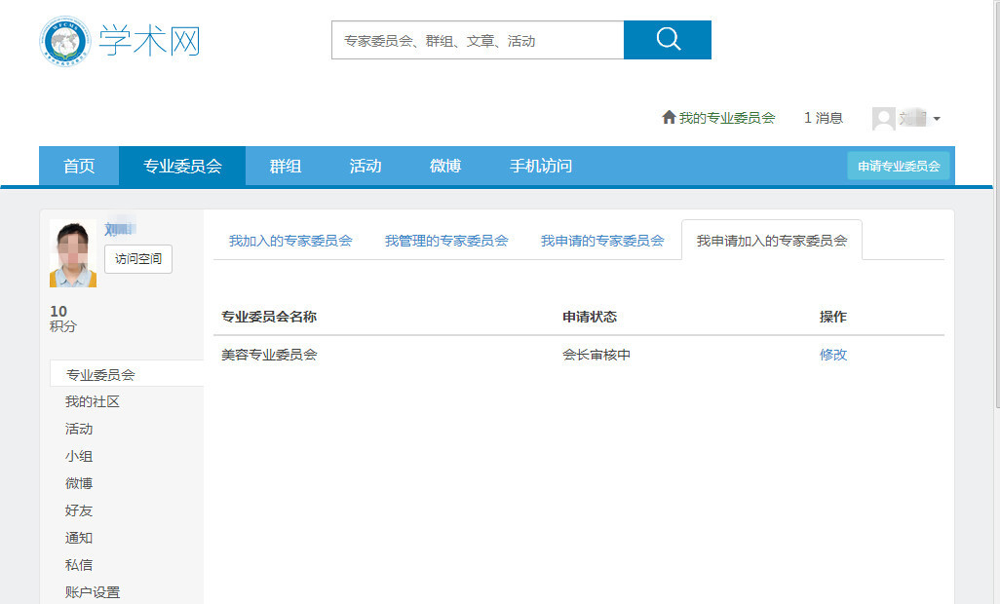 学术网
专家委员会、群组、文章、活动
我的专业委员会 1 消息 刘
首页 专业委员会 群组 活动 微博 手机访问 申请专业委员会
刘
访问空间
10
积分
专业委员会
我的社区
活动
小组
微博
好友
通知
私信
账户设置
我加入的专家委员会 我管理的专家委员会 我申请的专家委员会 我申请加入的专家委员会
专业委员会名称 申请状态 操作
美容专业委员会 会长审核中 修改